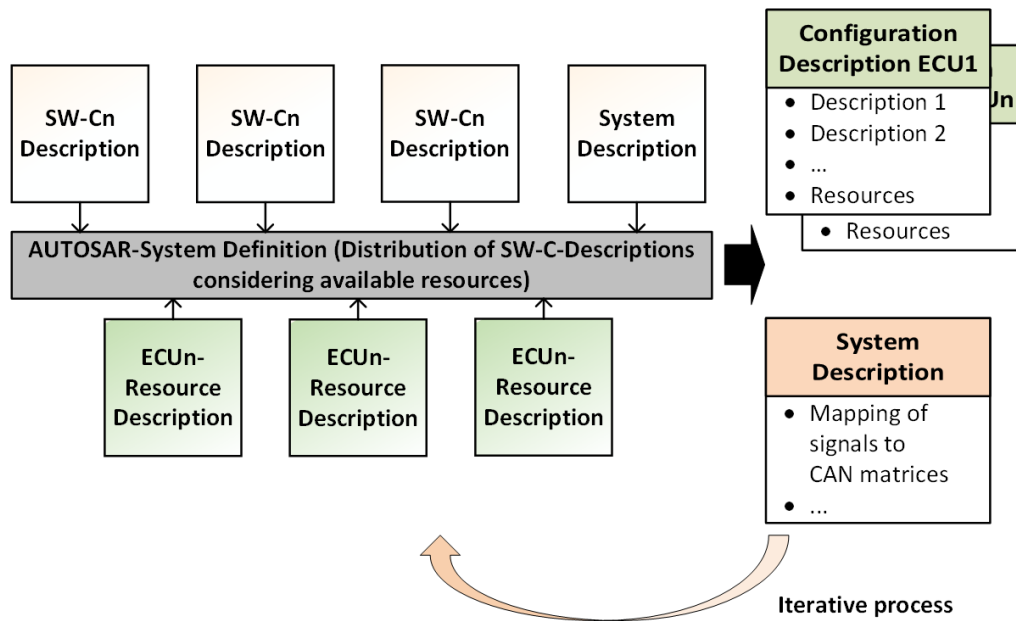 Configuration
Description ECU1
• Description 1
• Description 2
• ...
• Resources
Un
• Resources
SW-Cn
Description
SW-Cn
Description
SW-Cn
Description
System
Description
AUTOSAR-System Definition (Distribution of SW-C-Descriptions
considering available resources)
ECUn-
Resource
Description
ECUn-
Resource
Description
ECUn-
Resource
Description
System
Description
• Mapping of
signals to
CAN matrices
• ...
Iterative process